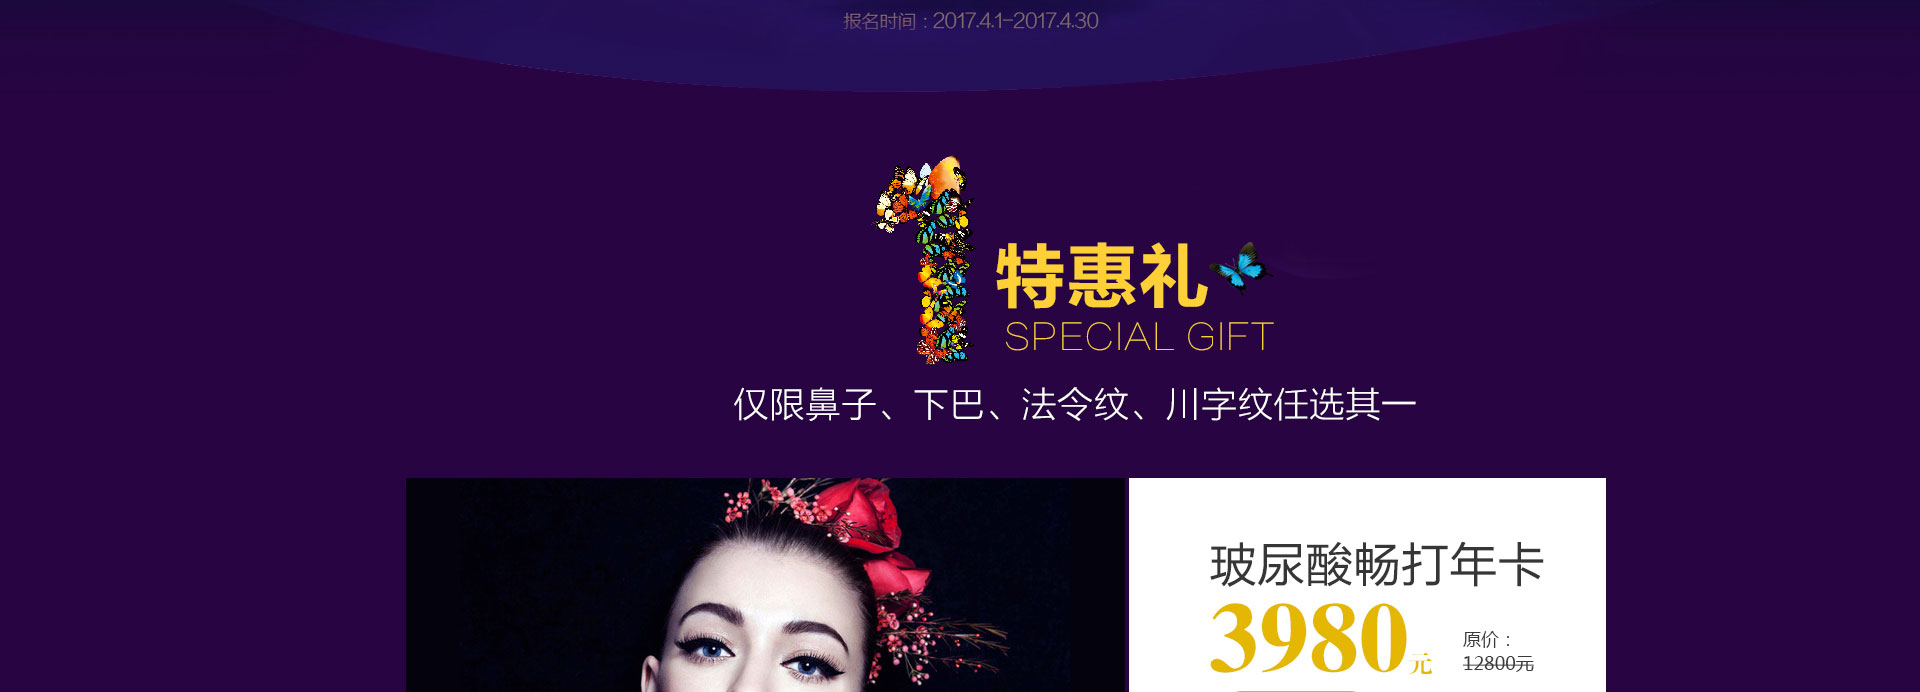 报名时间：2017.4.1-2017.4.30
1
特惠礼
SPECIAL GIFT
仅限鼻子、下巴、法令纹、川字纹任选其一
玻尿酸畅打年卡
3980元
原价：
12800元